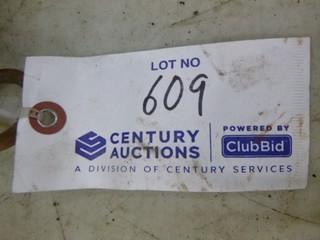 LOT NO
609
CENTURY AUCTIONS
POWERED BY
ClubBid
A DIVISION OF CENTURY SERVICES